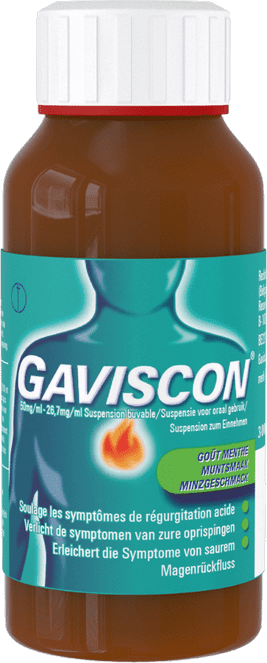 GAVISCON®
50mg/ml - 26,7mg/ml Suspension buvable/Suspensie voor oraal gebruik/
Suspension zum Einnehmen
GOÛT MENTHE
MUNTSMAAK
MINZGESCHMACK
Soulage les symptômes de régurgitation acide
Verlicht de symptomen van zure oprispingen
Erleichert die Symptome von saurem
Magenrückfluss